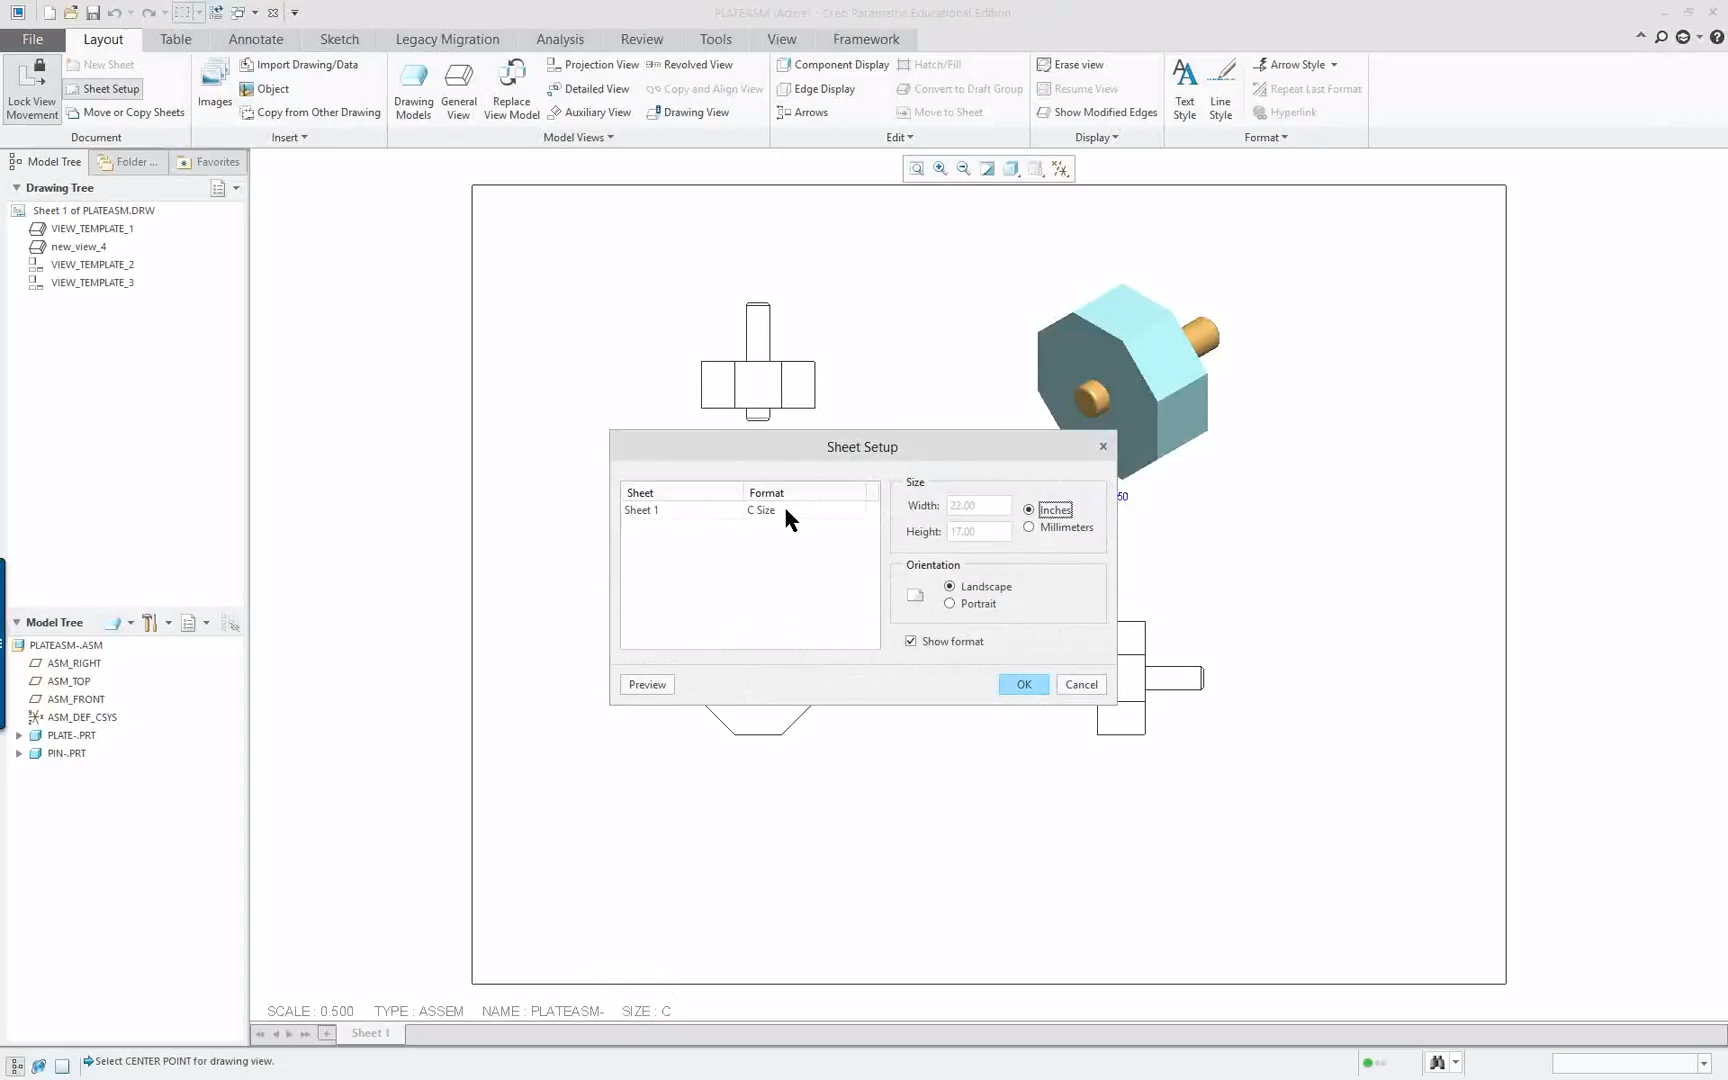 PLATEASM (Active) - Creo Parametric Educational Edition
File Layout Table Annotate Sketch Legacy Migration Analysis Review Tools View Framework
Lock View Movement
New Sheet
Sheet Setup
Move or Copy Sheets
Document
Images
Import Drawing/Data
Object
Copy from Other Drawing
Insert
Drawing Models
General View
Replace View Model
Projection View
Detailed View
Auxiliary View
Revolved View
Copy and Align View
Drawing View
Model Views
Component Display
Edge Display
Arrows
Hatch/Fill
Convert to Draft Group
Move to Sheet
Edit
Erase view
Resume View
Show Modified Edges
Display
Text Style
Line Style
Arrow Style
Repeat Last Format
Hyperlink
Format
Model Tree Folder ... Favorites
Drawing Tree
Sheet 1 of PLATEASM.DRW
VIEW_TEMPLATE_1
new_view_4
VIEW_TEMPLATE_2
VIEW_TEMPLATE_3
Model Tree
PLATEASM-.ASM
ASM_RIGHT
ASM_TOP
ASM_FRONT
ASM_DEF_CSYS
PLATE-.PRT
PIN-.PRT
Sheet Setup
Sheet Format
Sheet 1 C Size
Size
Width: 22.00 Inches
Height: 17.00 Millimeters
Orientation
Landscape
Portrait
Show format
Preview OK Cancel
50
SCALE : 0.500 TYPE : ASSEM NAME : PLATEASM- SIZE : C
Sheet 1
Select CENTER POINT for drawing view.